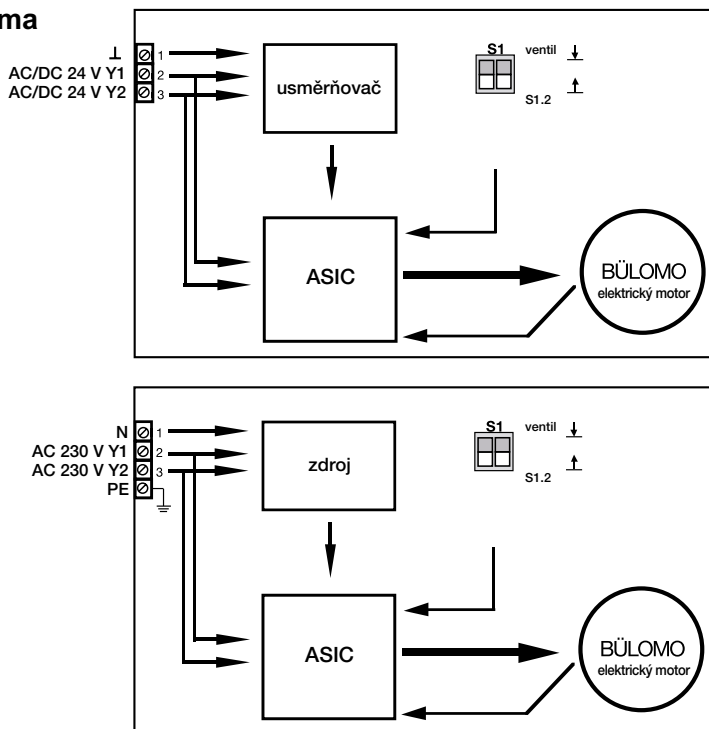 ma
⊥ 1
AC/DC 24 V Y1 2
AC/DC 24 V Y2 3
usměrňovač
S1 ventil
S1.2
ASIC
BÜLOMO
elektrický motor
N 1
AC 230 V Y1 2
AC 230 V Y2 3
PE
zdroj
S1 ventil
S1.2
ASIC
BÜLOMO
elektrický motor